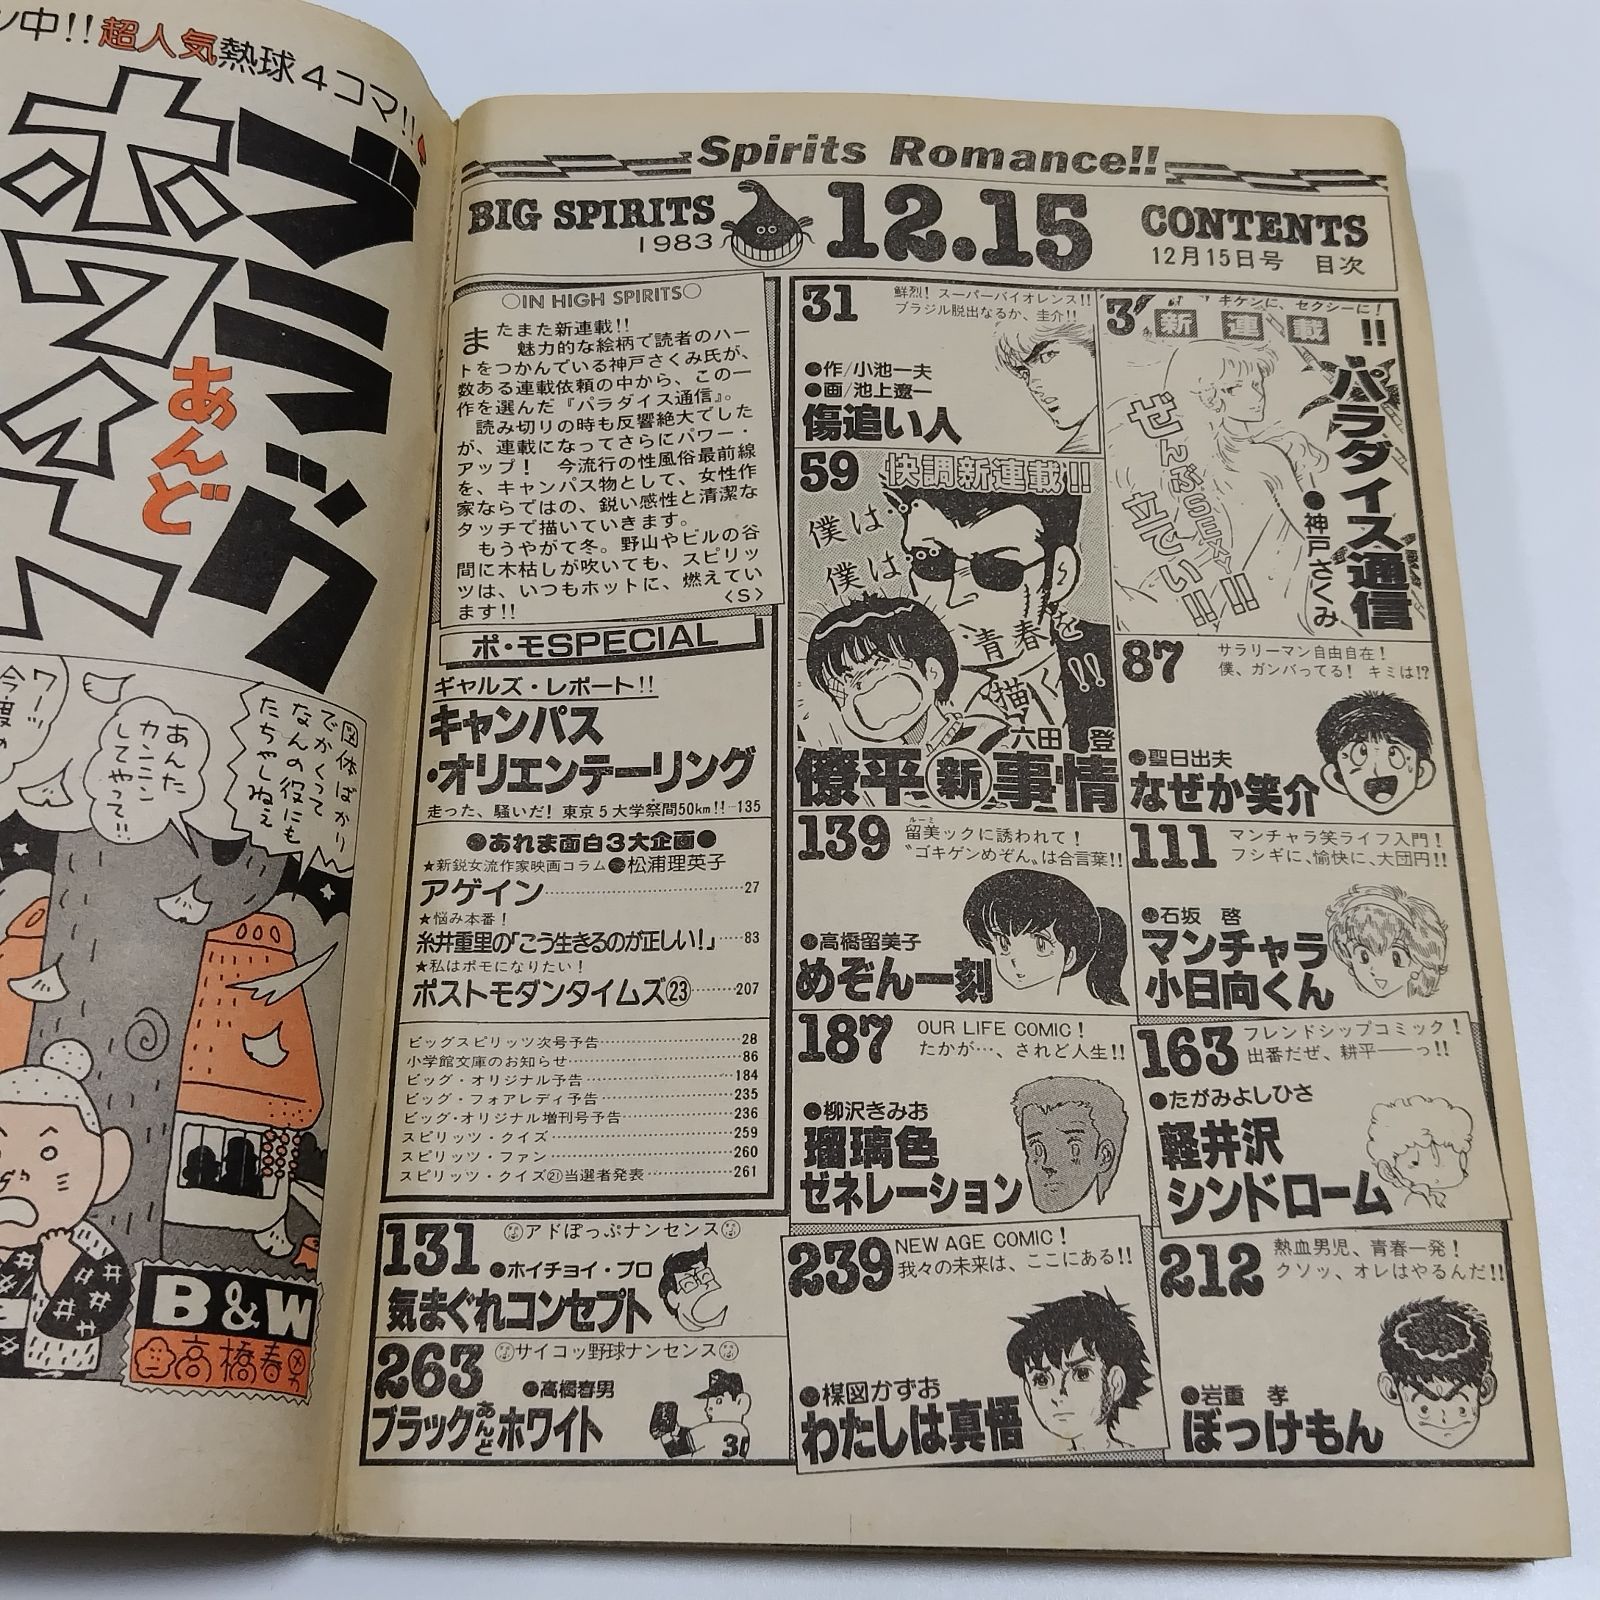 ン中!!超人気熱球4コマ!!
ブラック
あんど
ホワイト
図体ばかり
でかくって
なんの役にも
たちゃしねえ
あんた
カンニン
してやって!!
ワーッ
今度の
B&W
高橋春男
Spirits Romance!!
BIG SPIRITS
1983
12.15
CONTENTS
12月15日号 目次
○IN HIGH SPIRITS○
またまた新連載!!
魅力的な絵柄で読者のハー
トをつかんでいる神戸さくみ氏が、
数ある連載依頼の中から、この一
作を選んだ『パラダイス通信』。
読み切りの時も反響絶大でした
が、連載になってさらにパワー・
アップ! 今流行の性風俗最前線
を、キャンパス物として、女性作
家ならではの、鋭い感性と清潔な
タッチで描いていきます。
もうやがて冬。野山やビルの谷
間に木枯しが吹いても、スピリッ
ツは、いつもホットに、燃えてい
ます!! <S>
ポ・モSPECIAL
ギャルズ・レポート!!
キャンパス
・オリエンテーリング
走った、騒いだ!東京5大学祭間50km!!…135
●あれま面白3大企画●
★新鋭女流作家映画コラム●松浦理英子
アゲイン……27
★悩み本番!
糸井重里の「こう生きるのが正しい!」……83
★私はポモになりたい!
ポストモダンタイムズ㉓……207
ビッグスピリッツ次号予告……28
小学館文庫のお知らせ……86
ビッグ・オリジナル予告……184
ビッグ・フォアレディ予告……235
ビッグ・オリジナル増刊号予告……236
スピリッツ・クイズ……259
スピリッツ・ファン……260
スピリッツ・クイズ㉑当選者発表……261
131
アドぽっぷナンセンス
●ホイチョイ・プロ
気まぐれコンセプト
263
サイコッ野球ナンセンス
●高橋春男
ブラックあんどホワイト
31
鮮烈!スーパーバイオレンス!!
ブラジル脱出なるか、圭介!!
●作/小池一夫
●画/池上遼一
傷追い人
3
キケンに、セクシーに!
新連載!!
パラダイス通信
●神戸さくみ
ぜんぶSEXY!!
立てい!!!
59
快調新連載!!
僕は…
僕は…
青春を
描く!!
六田 登
僚平新事情
87
サラリーマン自由自在!
僕、ガンバってる! キミは!?
●聖日出夫
なぜか笑介
139
ルーミ
留美ックに誘われて!
“ゴキゲンめぞん„は合言葉!!
●高橋留美子
めぞん一刻
111
マンチャラ笑ライフ入門!
フシギに、愉快に、大団円!!
●石坂 啓
マンチャラ
小日向くん
187
OUR LIFE COMIC!
たかが…、されど人生!!
●柳沢きみお
瑠璃色
ゼネレーション
163
フレンドシップコミック!
出番だぜ、耕平――っ!!
●たがみよしひさ
軽井沢
シンドローム
239
NEW AGE COMIC!
我々の未来は、ここにある!!
●楳図かずお
わたしは真悟
212
熱血男児、青春一発!
クソッ、オレはやるんだ!!
●岩重 孝
ぼっけもん